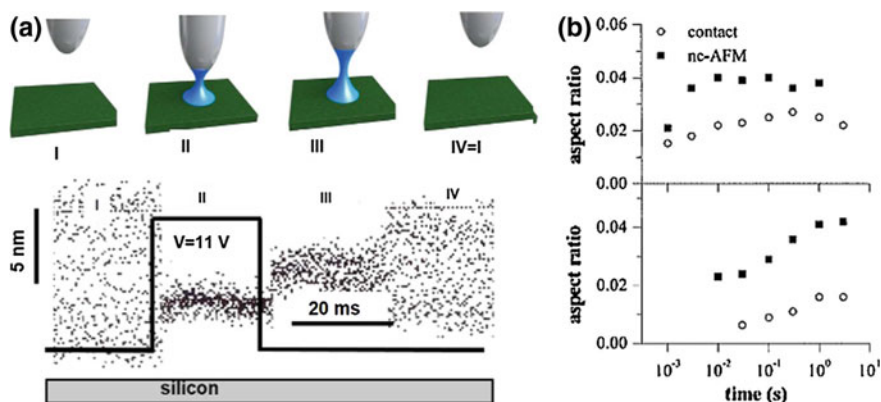 (a)
I
II
III
IV=I
I
II
III
IV
5 nm
V=11 V
20 ms
silicon
(b)
contact
nc-AFM
aspect ratio
0.06
0.04
0.02
0.00
aspect ratio
0.04
0.02
0.00
10⁻³ 10⁻² 10⁻¹ 10⁰
time (s)